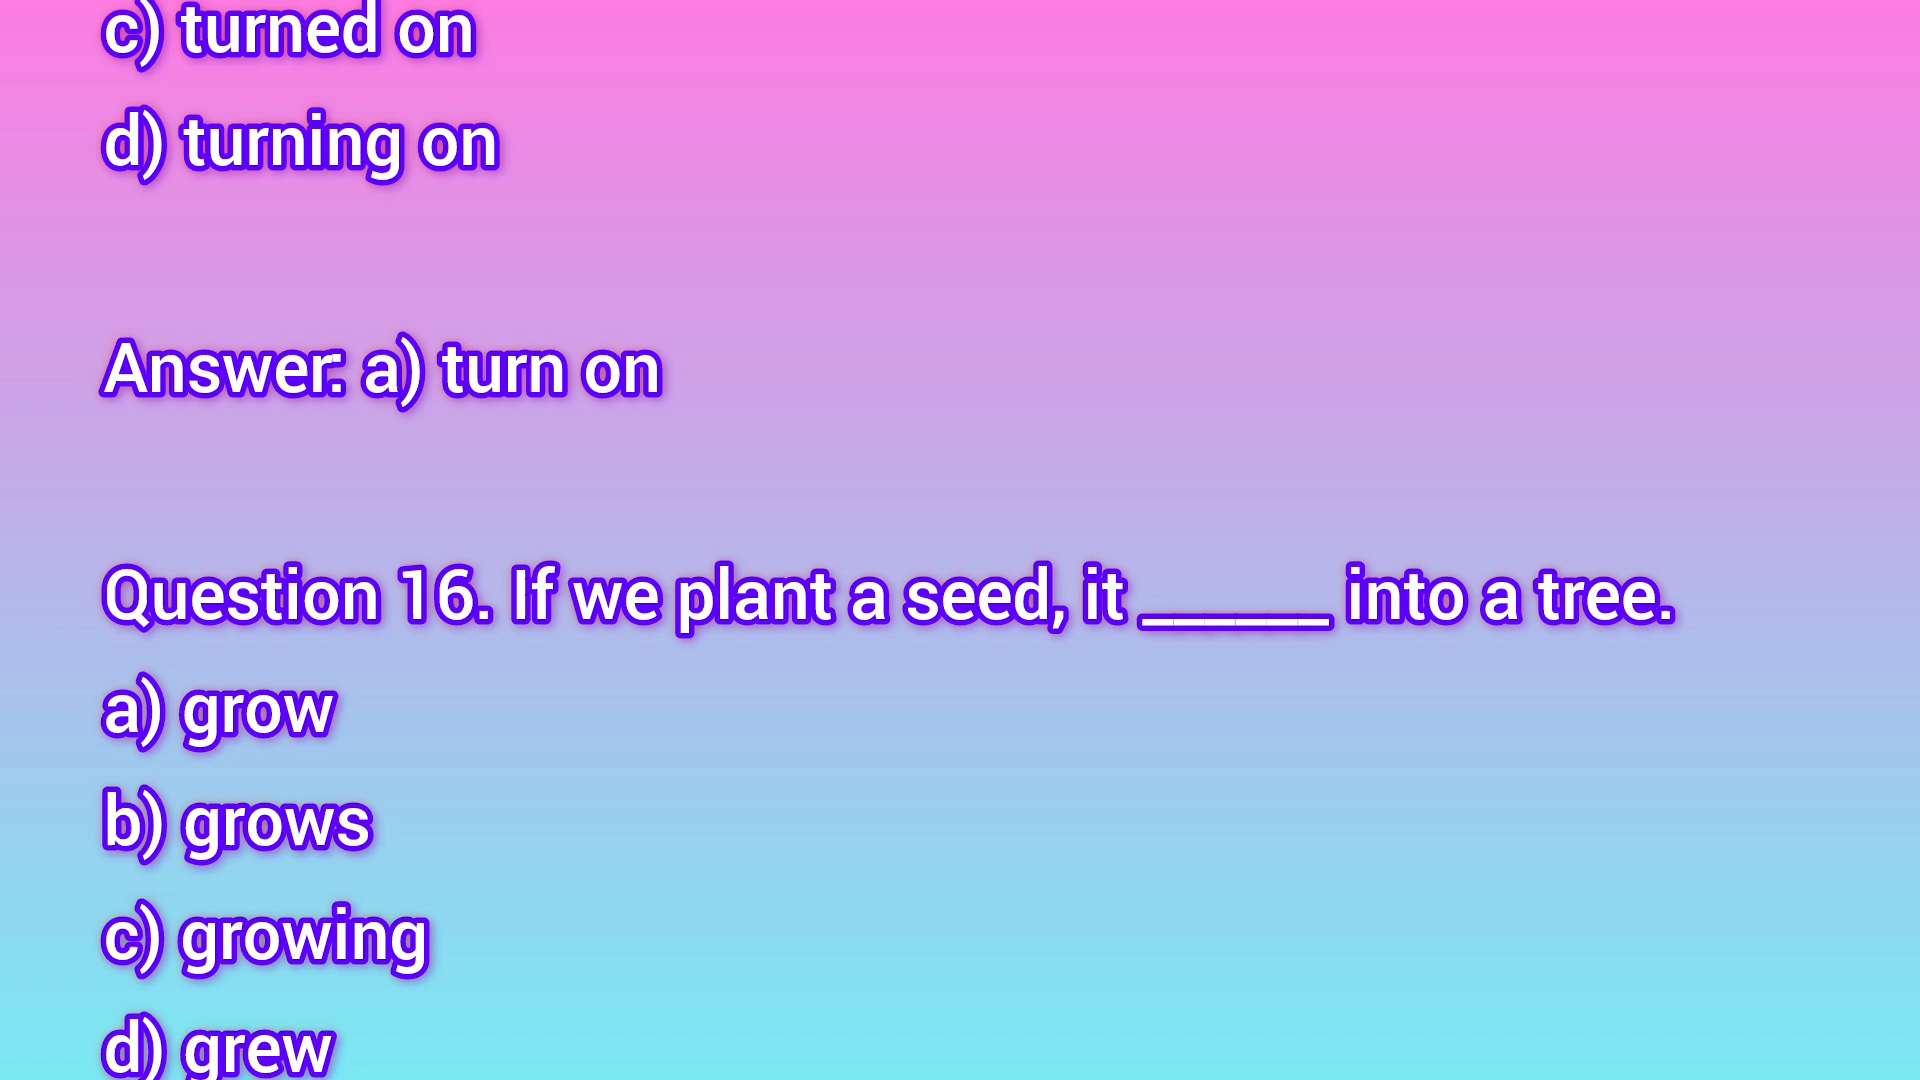 c) turned on
d) turning on
Answer: a) turn on
Question 16. If we plant a seed, it ______ into a tree.
a) grow
b) grows
c) growing
d) grew